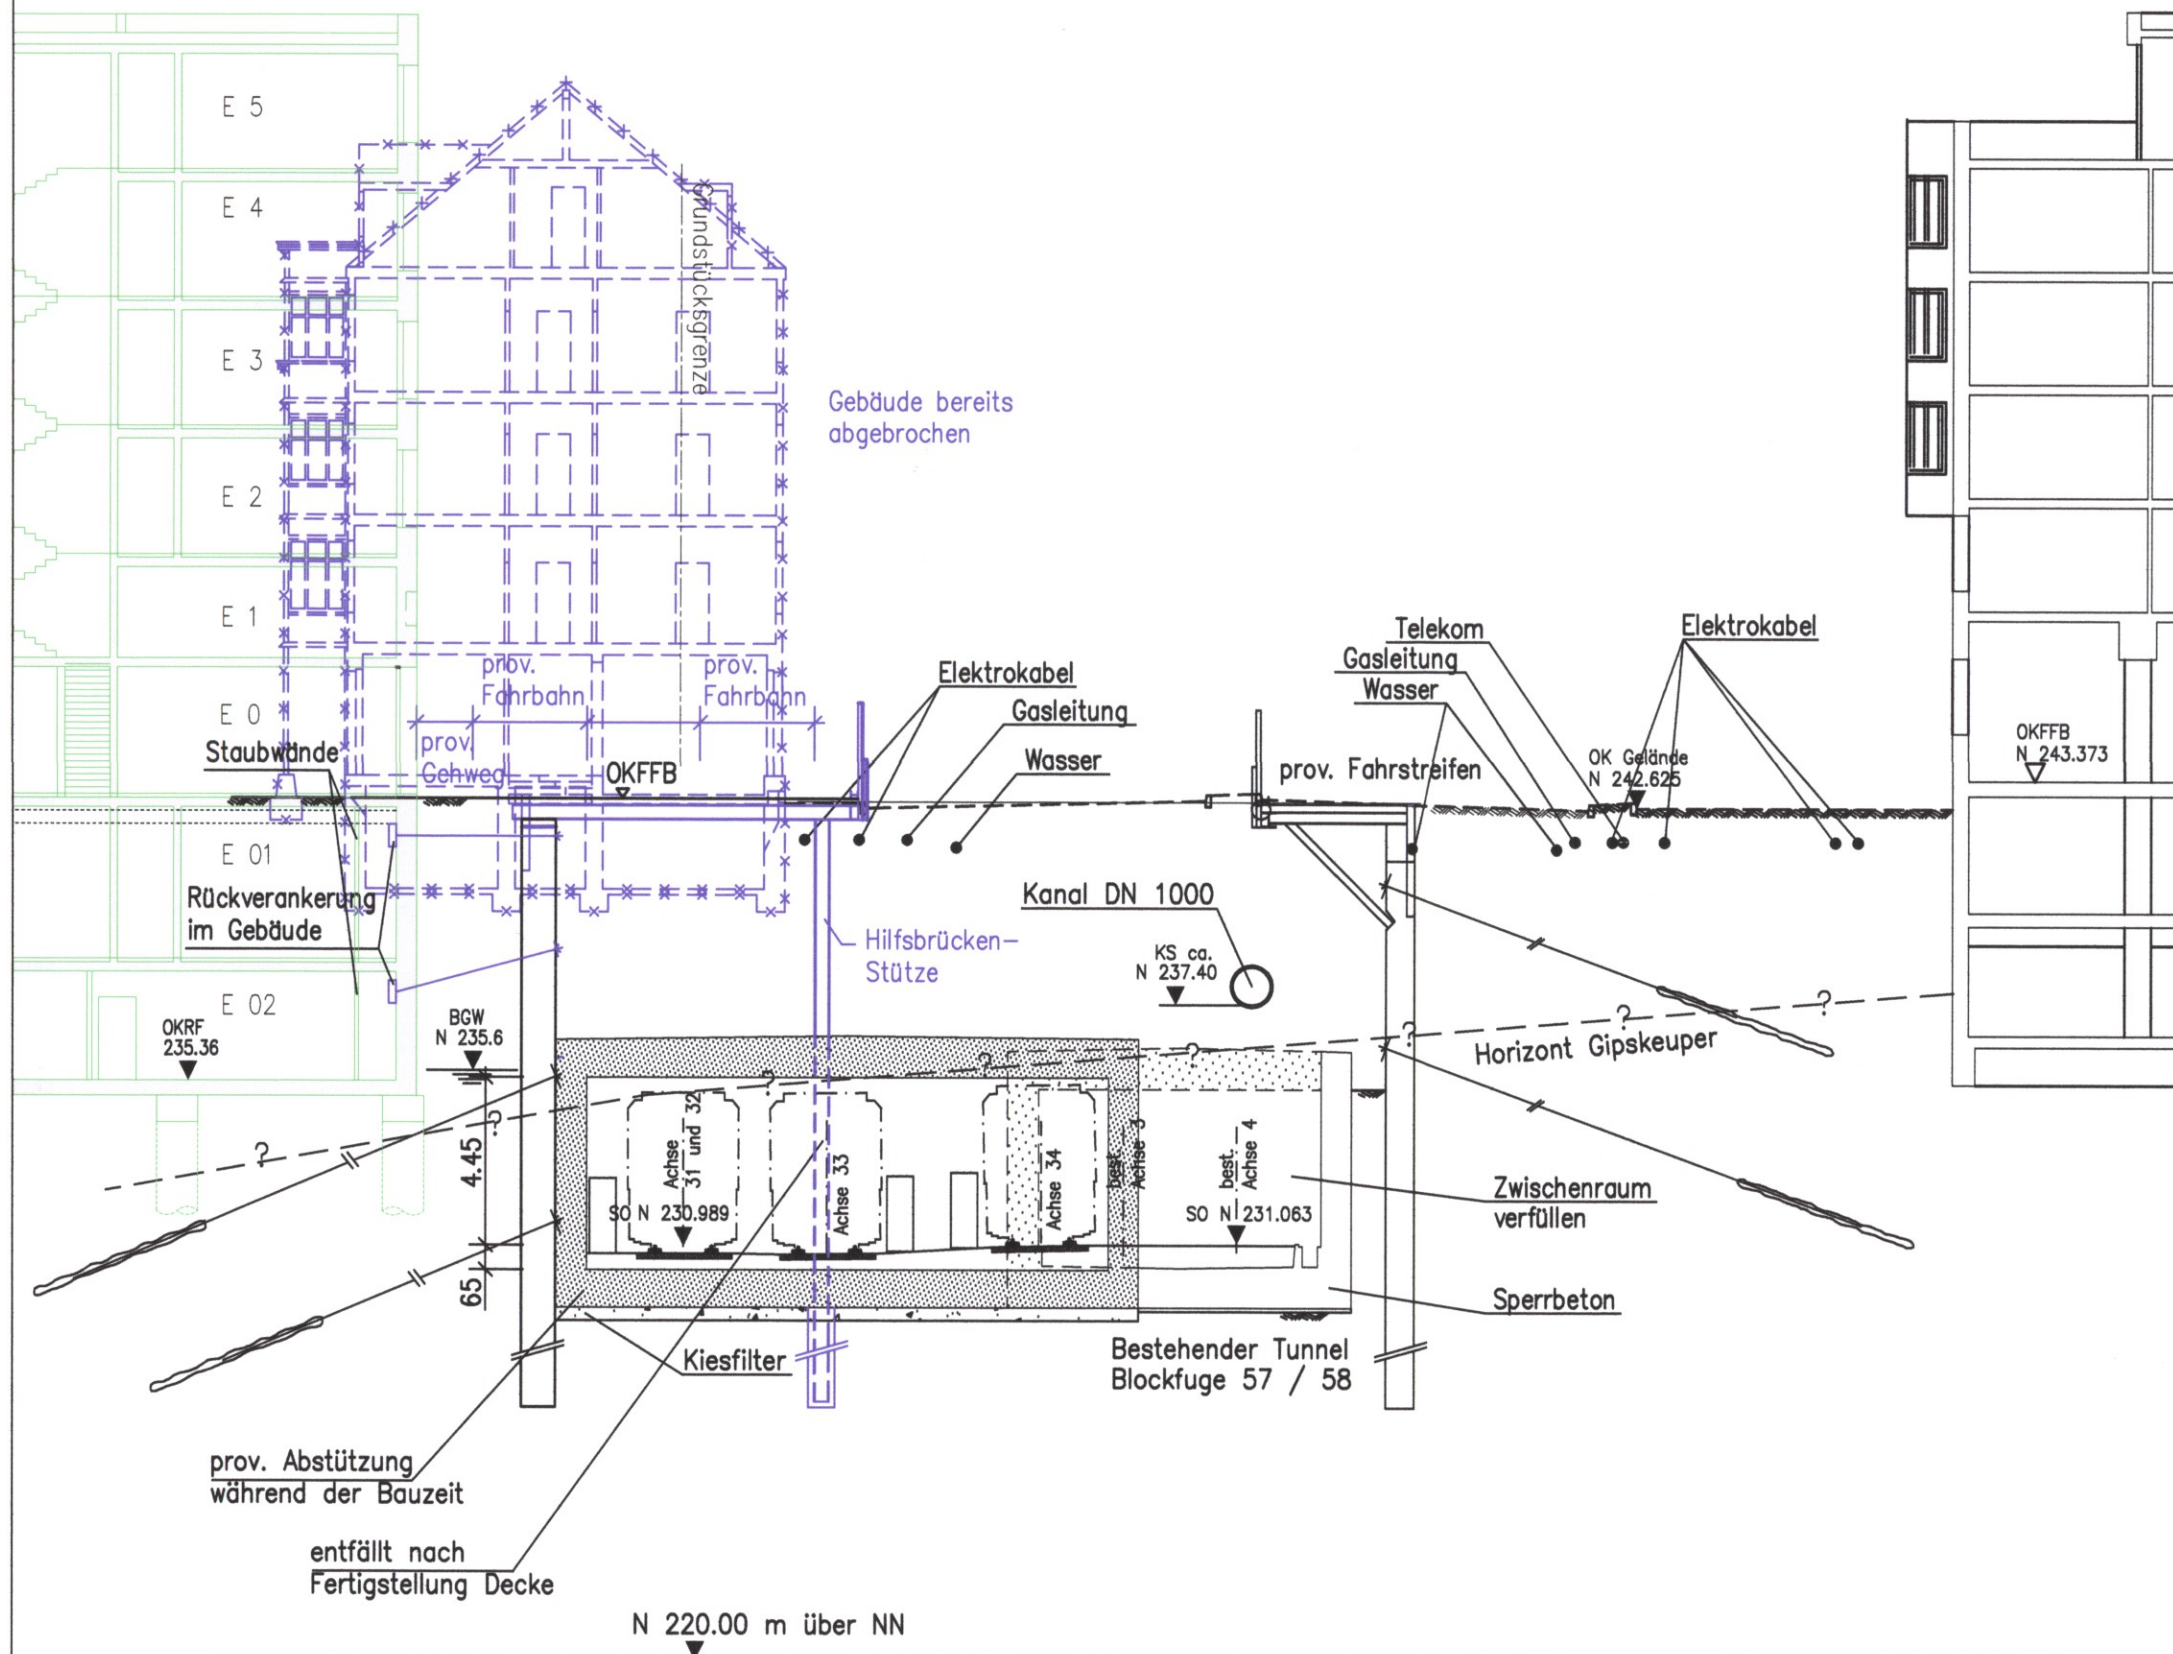 E 5
E 4
E 3
E 2
E 1
E 0
E 01
E 02
Grundstücksgrenze
Gebäude bereits
abgebrochen
prov.
Fahrbahn
prov.
Fahrbahn
prov.
Gehweg
Staubwände
OKFFB
Elektrokabel
Gasleitung
Wasser
Telekom
Gasleitung
Wasser
Elektrokabel
prov. Fahrstreifen
OK Gelände
N 242.625
OKFFB
N 243.373
Rückverankerung
im Gebäude
Hilfsbrücken-
Stütze
Kanal DN 1000
KS ca.
N 237.40
OKRF
235.36
BGW
N 235.6
? ? ? ? ? ? ? ?
Horizont Gipskeuper
4.45
65
Achse
31 und 32
SO N 230.989
Achse 33
Achse 34
best.
Achse 3
best.
Achse 4
SO N 231.063
Zwischenraum
verfüllen
Sperrbeton
Kiesfilter
Bestehender Tunnel
Blockfuge 57 / 58
prov. Abstützung
während der Bauzeit
entfällt nach
Fertigstellung Decke
N 220.00 m über NN